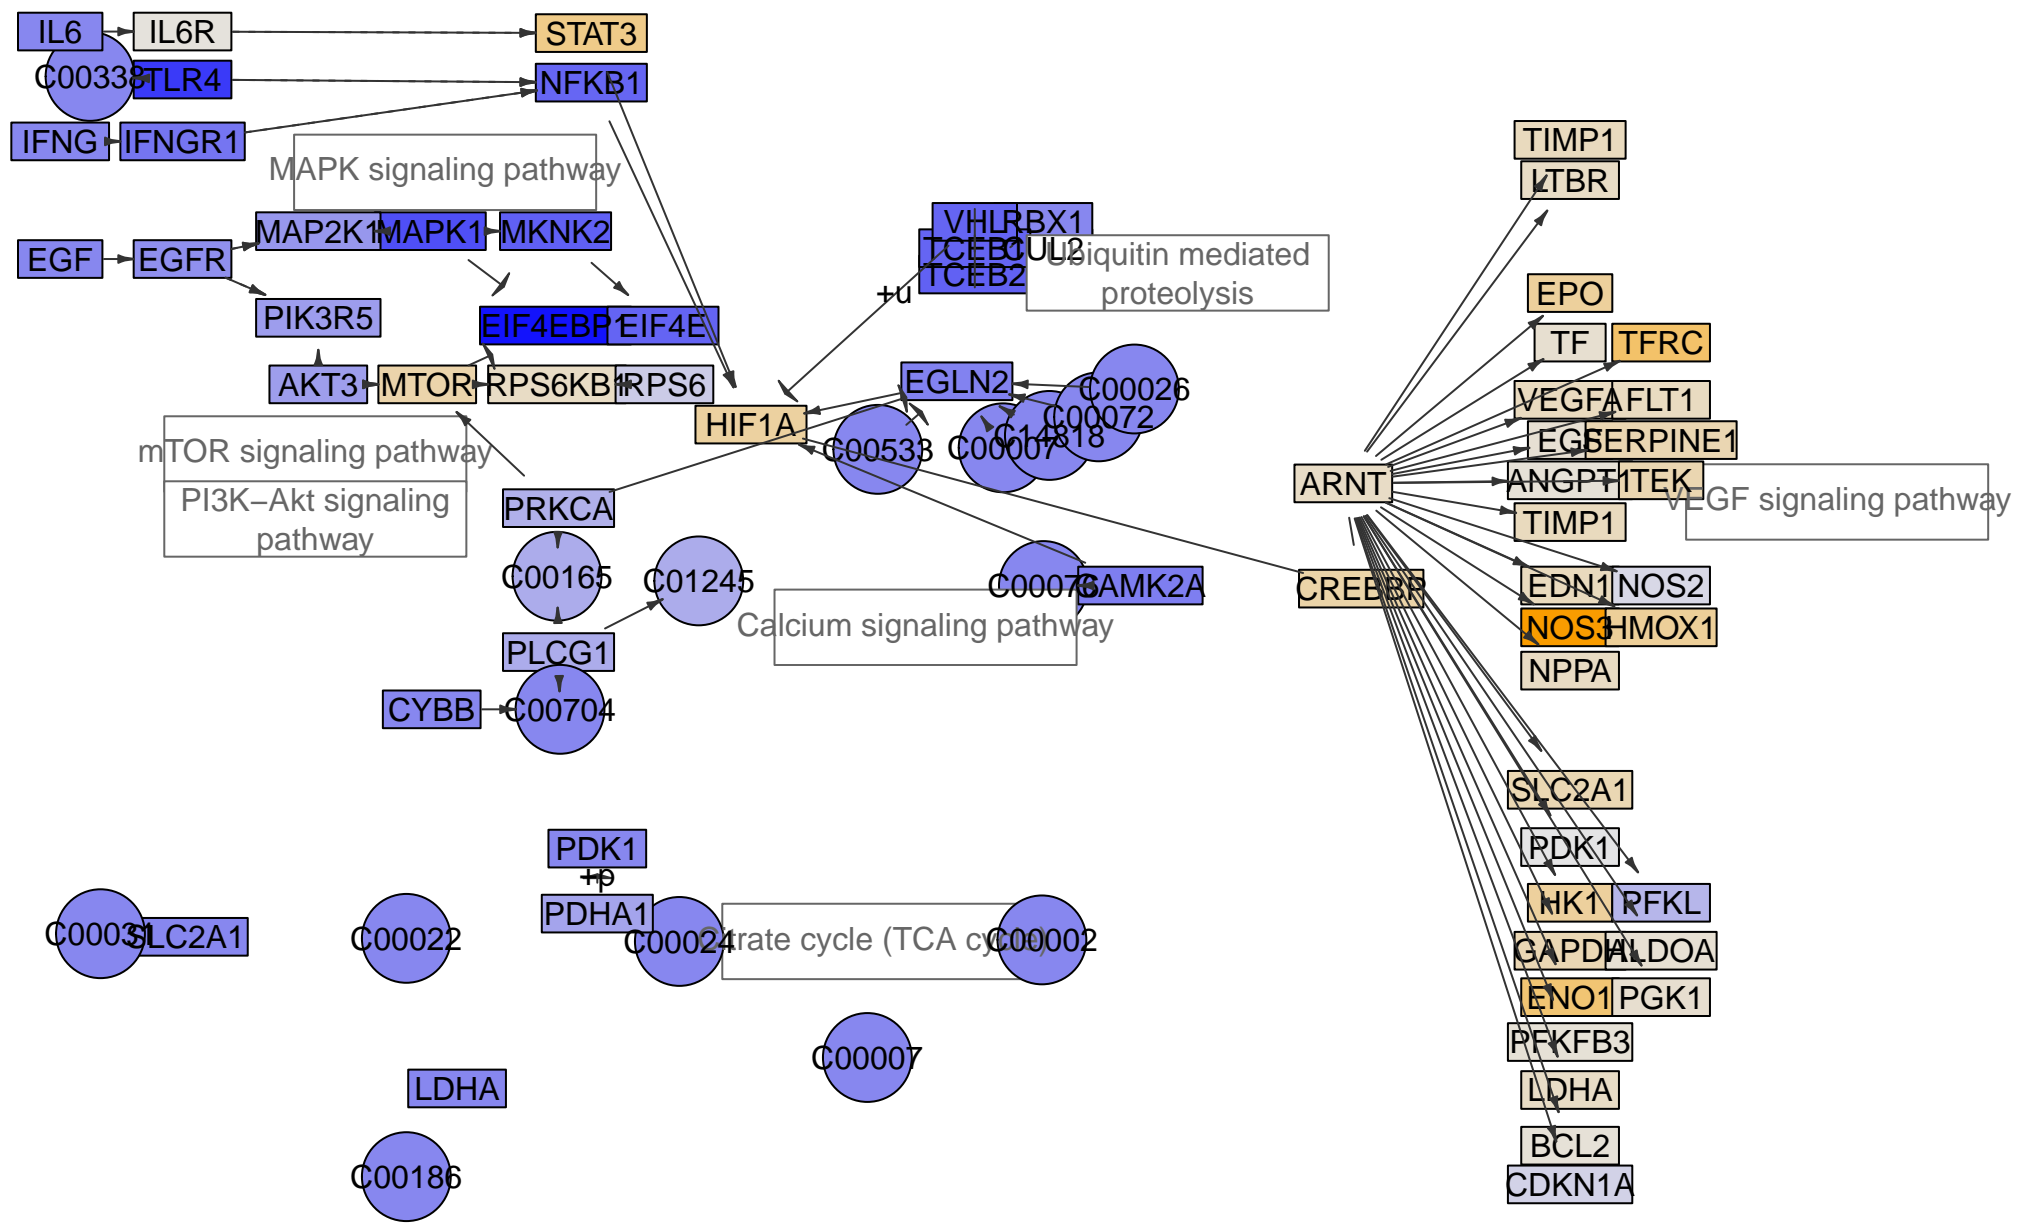 IL6
IL6R
STAT3
C00338
TLR4
NFKB1
IFNG
IFNGR1
MAPK signaling pathway
MAP2K1
MAPK1
MKNK2
EGF
EGFR
PIK3R5
EIF4EBP1
EIF4E
AKT3
MTOR
RPS6KB1
RPS6
HIF1A
mTOR signaling pathway
PI3K–Akt signaling
pathway
PRKCA
C00165
C01245
PLCG1
CYBB
C00704
VHL
RBX1
TCEB1
CUL2
TCEB2
Ubiquitin mediated
proteolysis
+u
EGLN2
C00026
C00072
C14818
C00007
C00533
C00076
CAMK2A
Calcium signaling pathway
ARNT
CREBBP
TIMP1
LTBR
EPO
TF
TFRC
VEGFA
FLT1
EGF
SERPINE1
ANGPT1
TEK
VEGF signaling pathway
TIMP1
EDN1
NOS2
NOS3
HMOX1
NPPA
SLC2A1
PDK1
HK1
PFKL
GAPDH
ALDOA
ENO1
PGK1
PFKFB3
LDHA
BCL2
CDKN1A
PDK1
+p
PDHA1
C00031
SLC2A1
C00022
C00024
Citrate cycle (TCA cycle)
C00002
C00007
LDHA
C00186